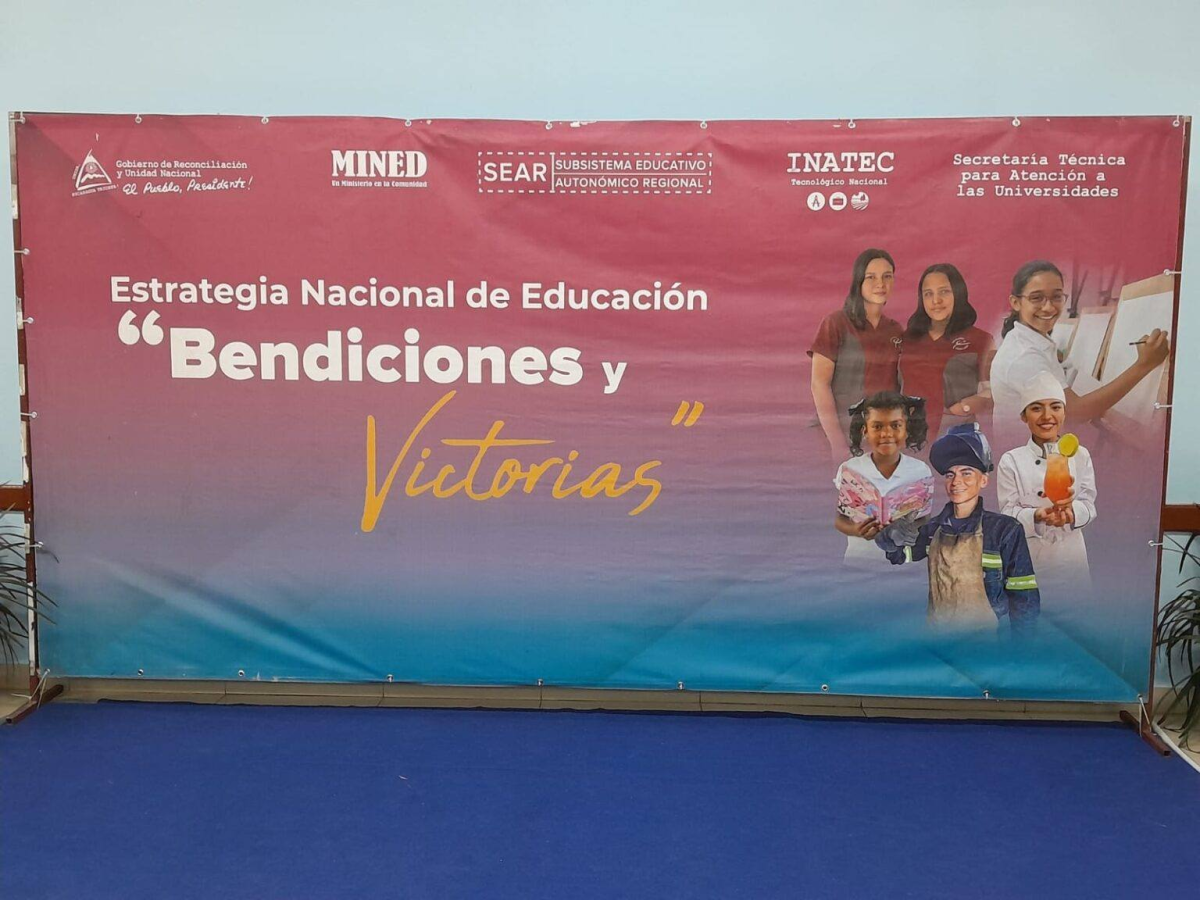 Gobierno de Reconciliación
y Unidad Nacional
El Pueblo, Presidente!
MINED
Un Ministerio en la Comunidad
SEAR
SUBSISTEMA EDUCATIVO
AUTONÓMICO REGIONAL
INATEC
Tecnológico Nacional
Secretaría Técnica
para Atención a
las Universidades
Estrategia Nacional de Educación
“Bendiciones y
Victorias”